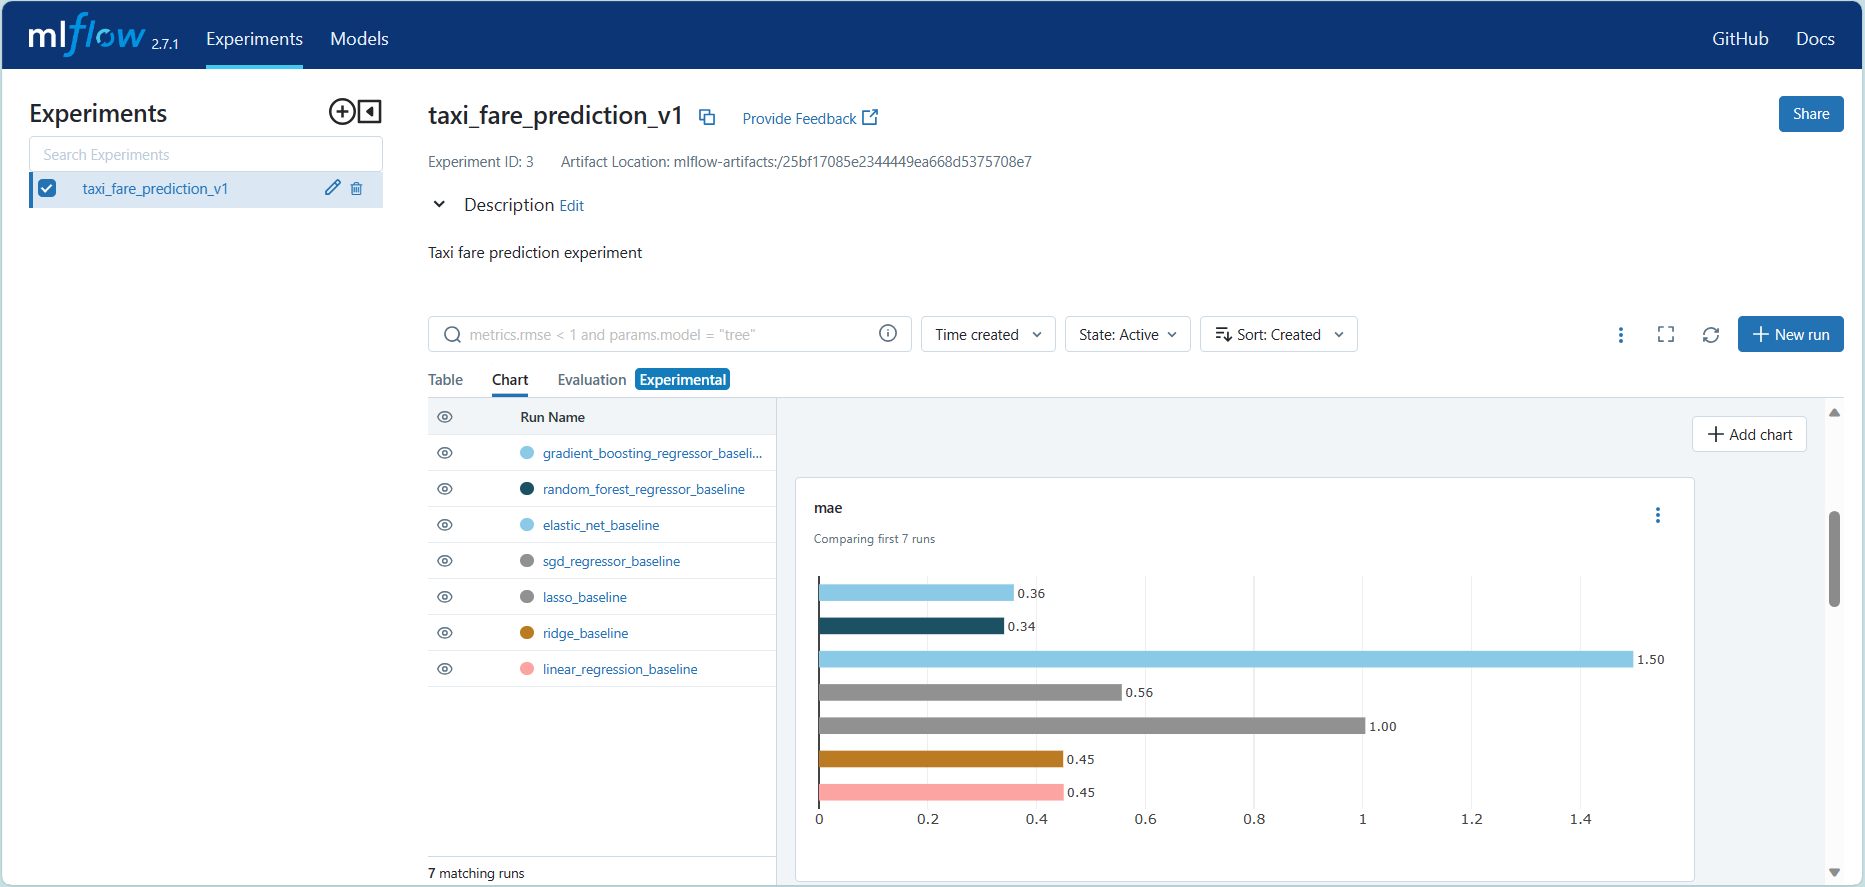 mlflow 2.7.1 Experiments Models GitHub Docs
Experiments
Search Experiments
taxi_fare_prediction_v1
taxi_fare_prediction_v1 Provide Feedback Share
Experiment ID: 3 Artifact Location: mlflow-artifacts:/25bf17085e2344449ea668d5375708e7
Description Edit
Taxi fare prediction experiment
metrics.rmse < 1 and params.model = "tree" Time created State: Active Sort: Created New run
Table Chart Evaluation Experimental
Run Name
gradient_boosting_regressor_baseli...
random_forest_regressor_baseline
elastic_net_baseline
sgd_regressor_baseline
lasso_baseline
ridge_baseline
linear_regression_baseline
7 matching runs
Add chart
mae
Comparing first 7 runs
0.36
0.34
1.50
0.56
1.00
0.45
0.45
0 0.2 0.4 0.6 0.8 1 1.2 1.4